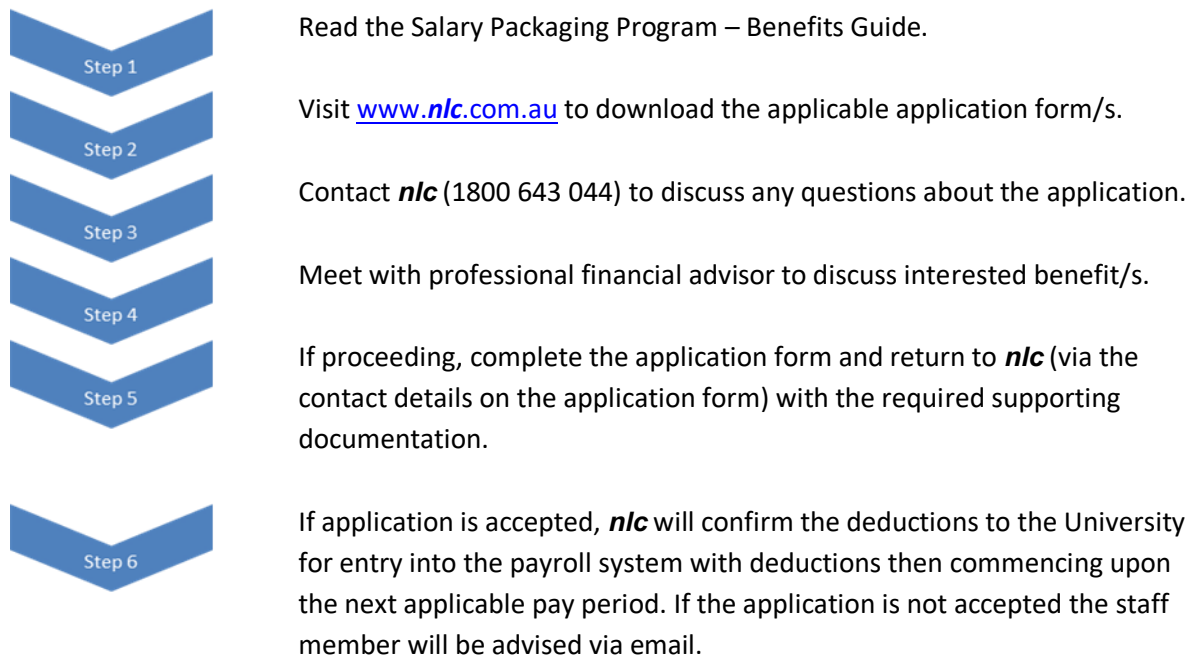 Step 1
Read the Salary Packaging Program – Benefits Guide.
Step 2
Visit www.nlc.com.au to download the applicable application form/s.
Step 3
Contact nlc (1800 643 044) to discuss any questions about the application.
Step 4
Meet with professional financial advisor to discuss interested benefit/s.
Step 5
If proceeding, complete the application form and return to nlc (via the
contact details on the application form) with the required supporting
documentation.
Step 6
If application is accepted, nlc will confirm the deductions to the University
for entry into the payroll system with deductions then commencing upon
the next applicable pay period. If the application is not accepted the staff
member will be advised via email.